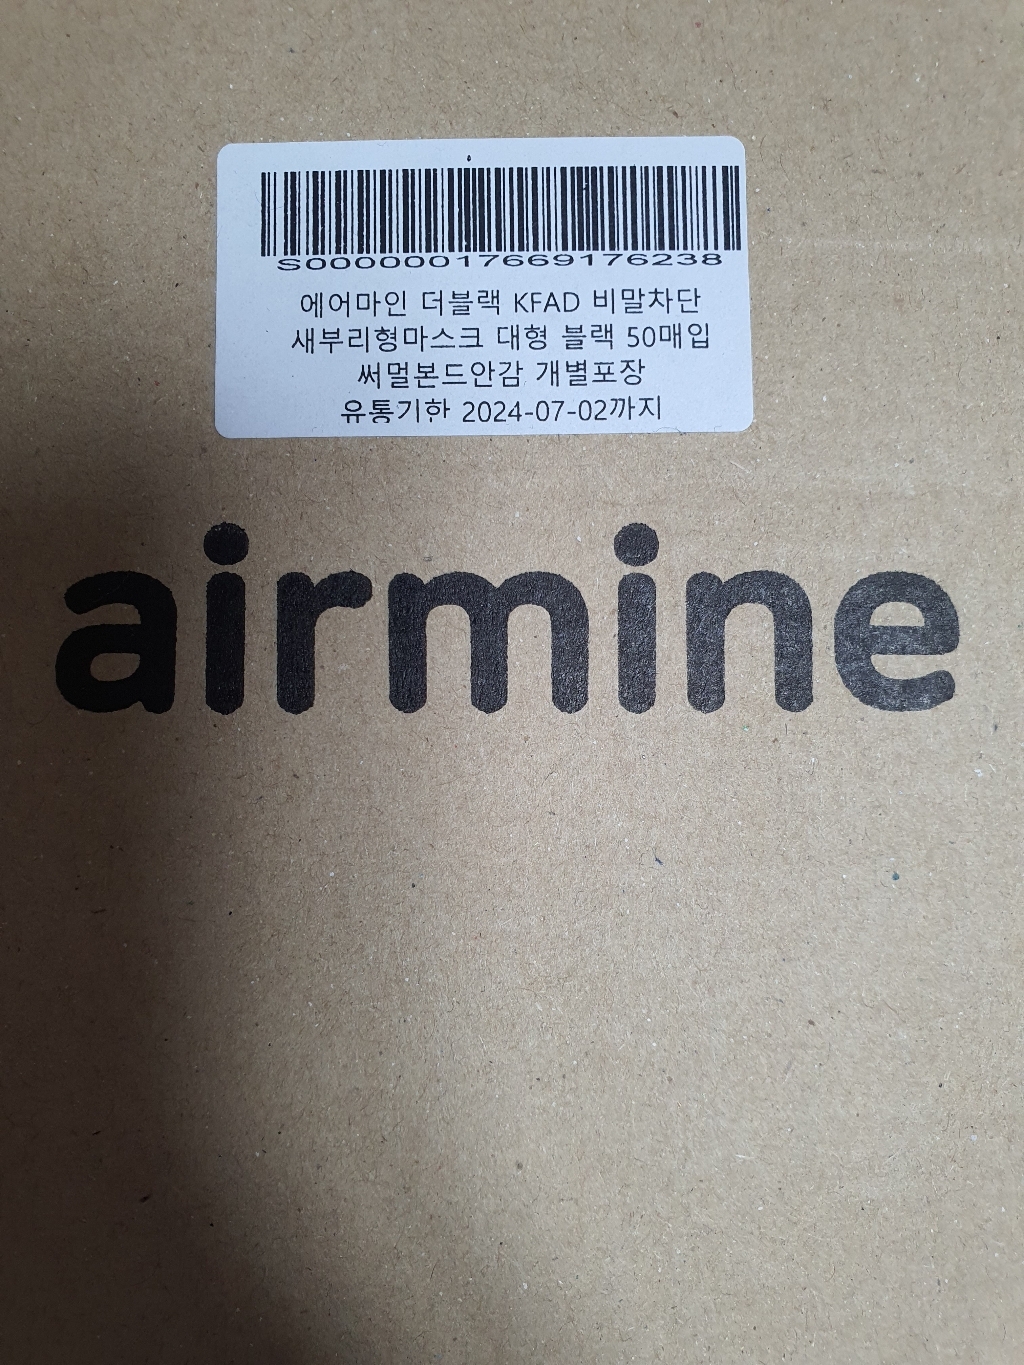 S0000001766917​6238
에어마인 더블랙 KFAD 비말차단
새부리형마스크 대형 블랙 50매입
써멀본드안감 개별포장
유통기한 2024-07-02까지
airmine